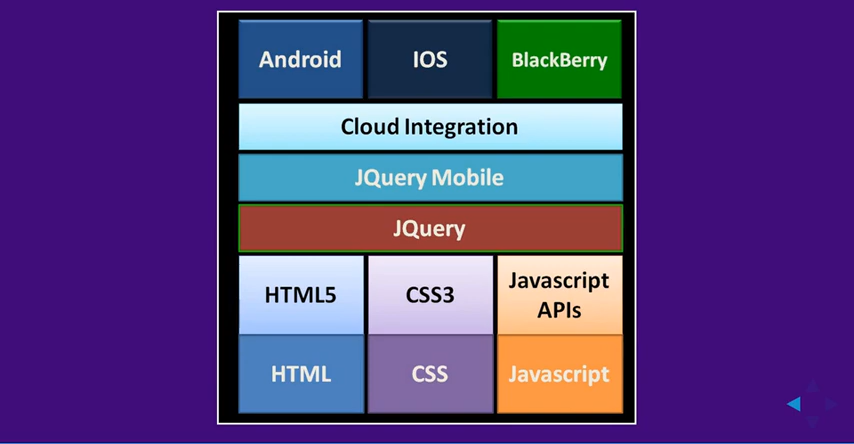 Android
IOS
BlackBerry
Cloud Integration
JQuery Mobile
JQuery
HTML5
CSS3
Javascript
APIs
HTML
CSS
Javascript